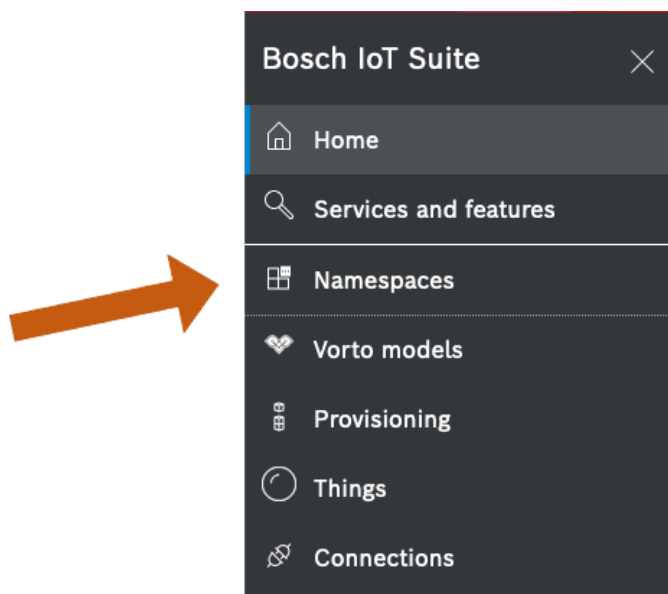 Bosch IoT Suite
Home
Services and features
Namespaces
Vorto models
Provisioning
Things
Connections